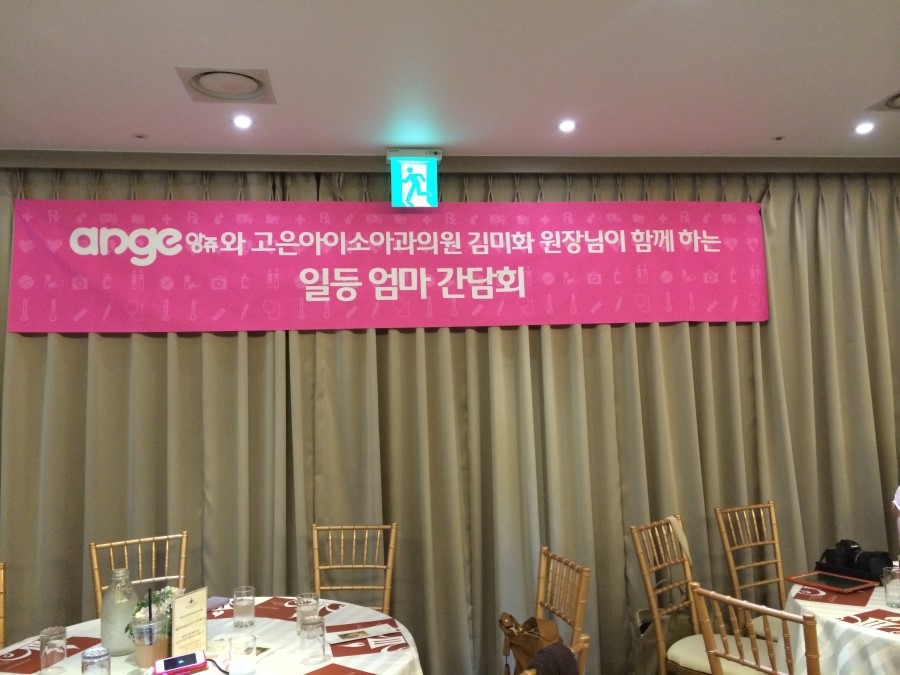 ange 앙쥬와 고은아이소아과의원 김미화 원장님이 함께 하는
일등 엄마 간담회